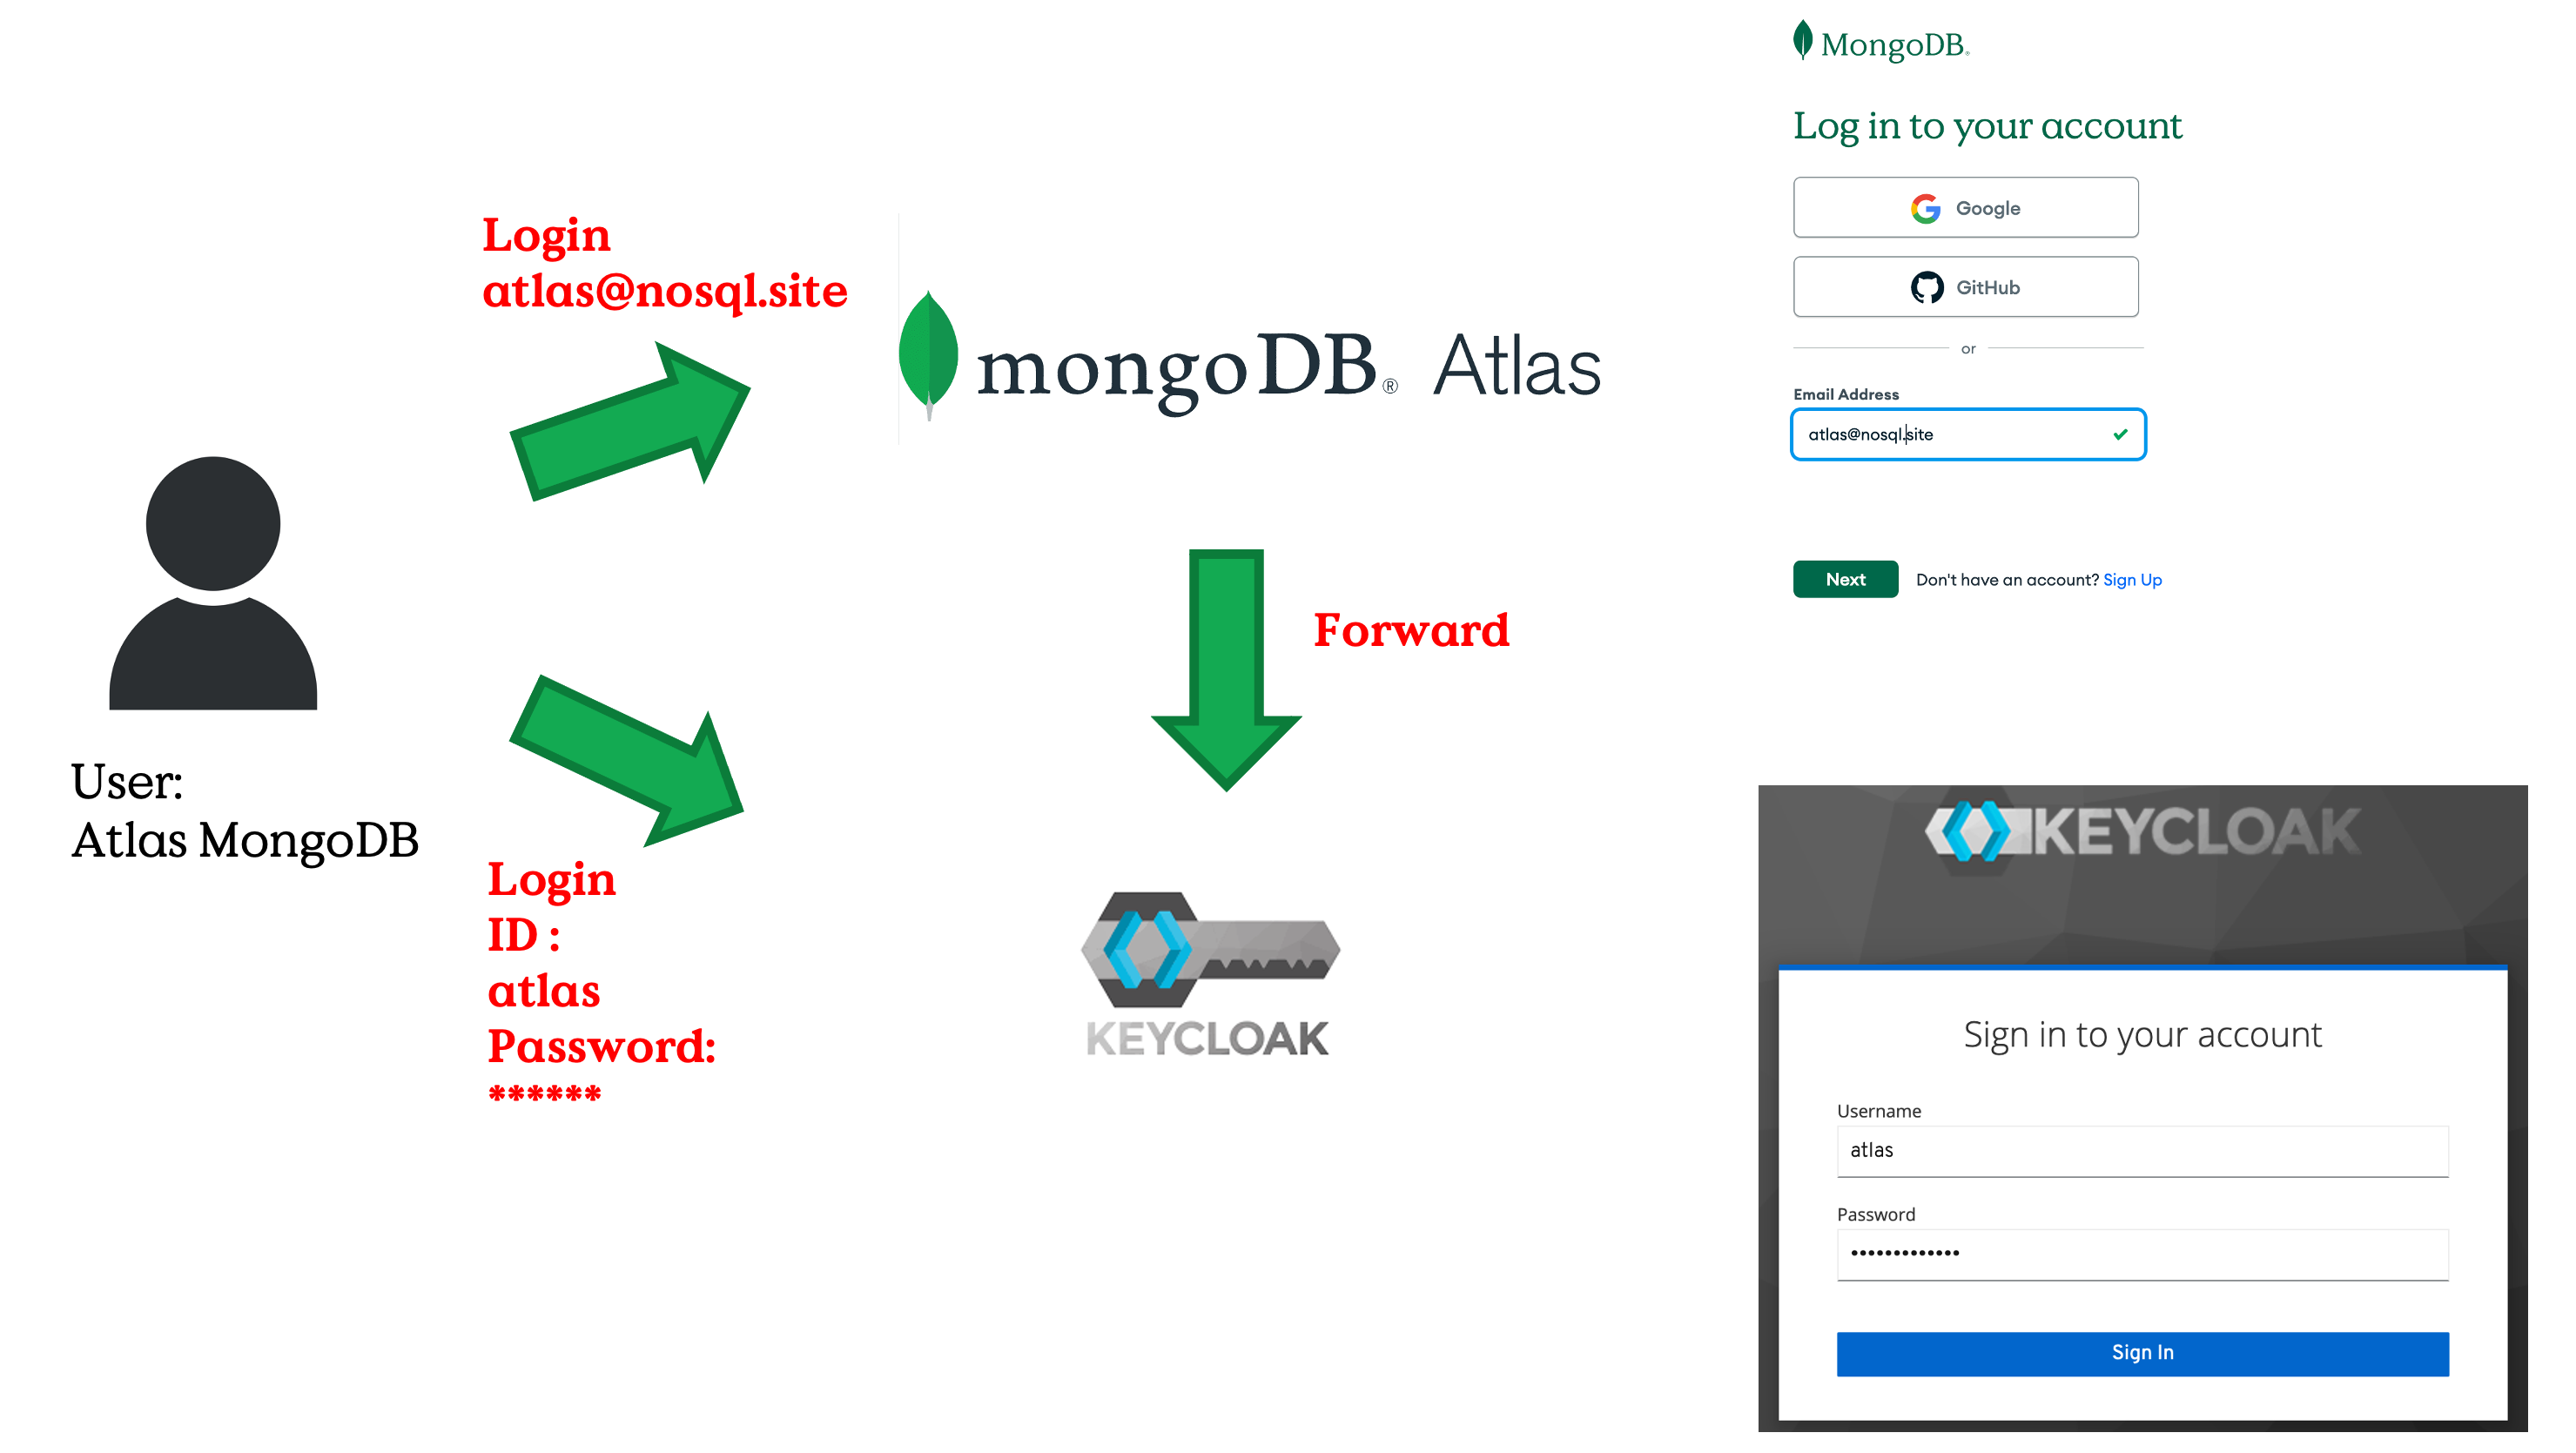 Login
atlas@nosql.site
mongoDB® Atlas
User:
Atlas MongoDB
Forward
Login
ID :
atlas
Password:
******
KEYCLOAK
MongoDB.
Log in to your account
Google
GitHub
or
Email Address
atlas@nosql.site
Next Don't have an account? Sign Up
KEYCLOAK
Sign in to your account
Username
atlas
Password
•••••••••••••
Sign In